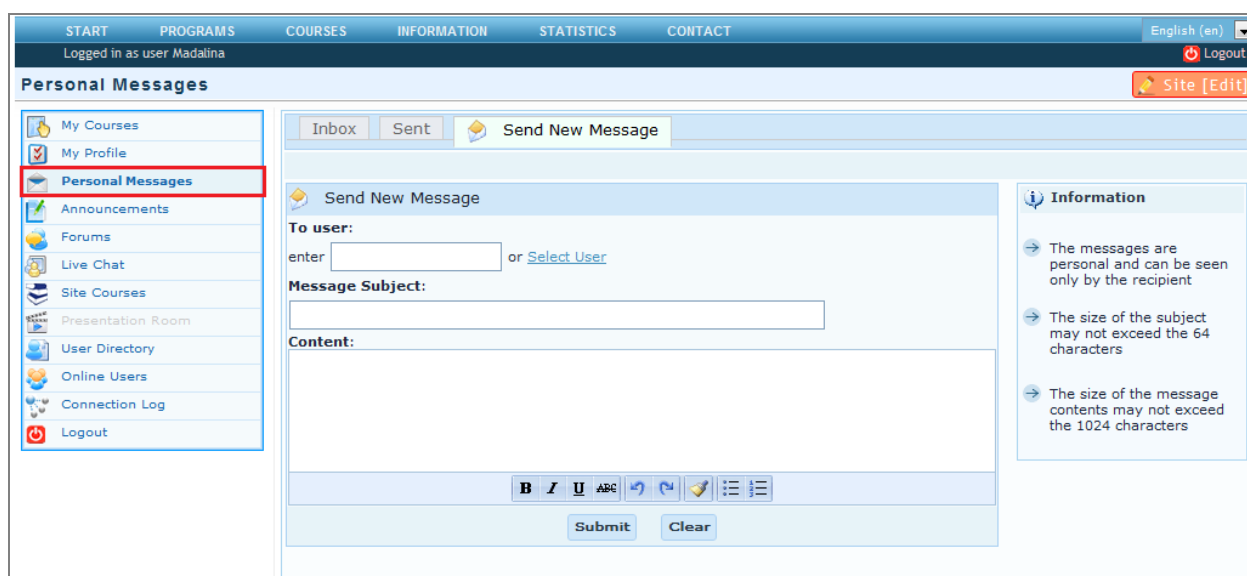 START PROGRAMS COURSES INFORMATION STATISTICS CONTACT English (en)
Logged in as user Madalina Logout
Personal Messages Site [Edit]
My Courses
My Profile
Personal Messages
Announcements
Forums
Live Chat
Site Courses
Presentation Room
User Directory
Online Users
Connection Log
Logout
Inbox Sent Send New Message
Send New Message
To user:
enter or Select User
Message Subject:
Content:
B I U ABC
Submit Clear
Information
The messages are
personal and can be seen
only by the recipient
The size of the subject
may not exceed the 64
characters
The size of the message
contents may not exceed
the 1024 characters